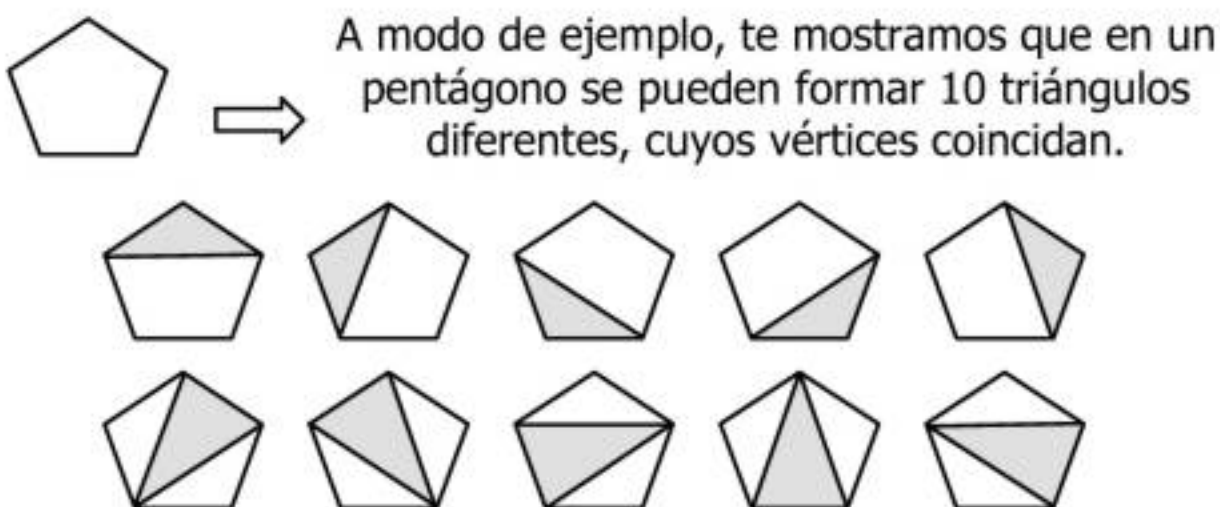 A modo de ejemplo, te mostramos que en un
pentágono se pueden formar 10 triángulos
diferentes, cuyos vértices coincidan.